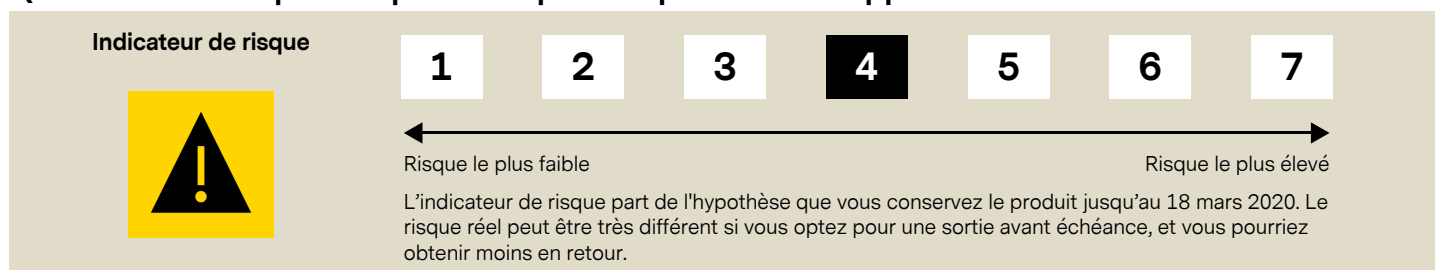 Indicateur de risque
1 2 3 4 5 6 7
Risque le plus faible Risque le plus élevé
L’indicateur de risque part de l'hypothèse que vous conservez le produit jusqu’au 18 mars 2020. Le
risque réel peut être très différent si vous optez pour une sortie avant échéance, et vous pourriez
obtenir moins en retour.